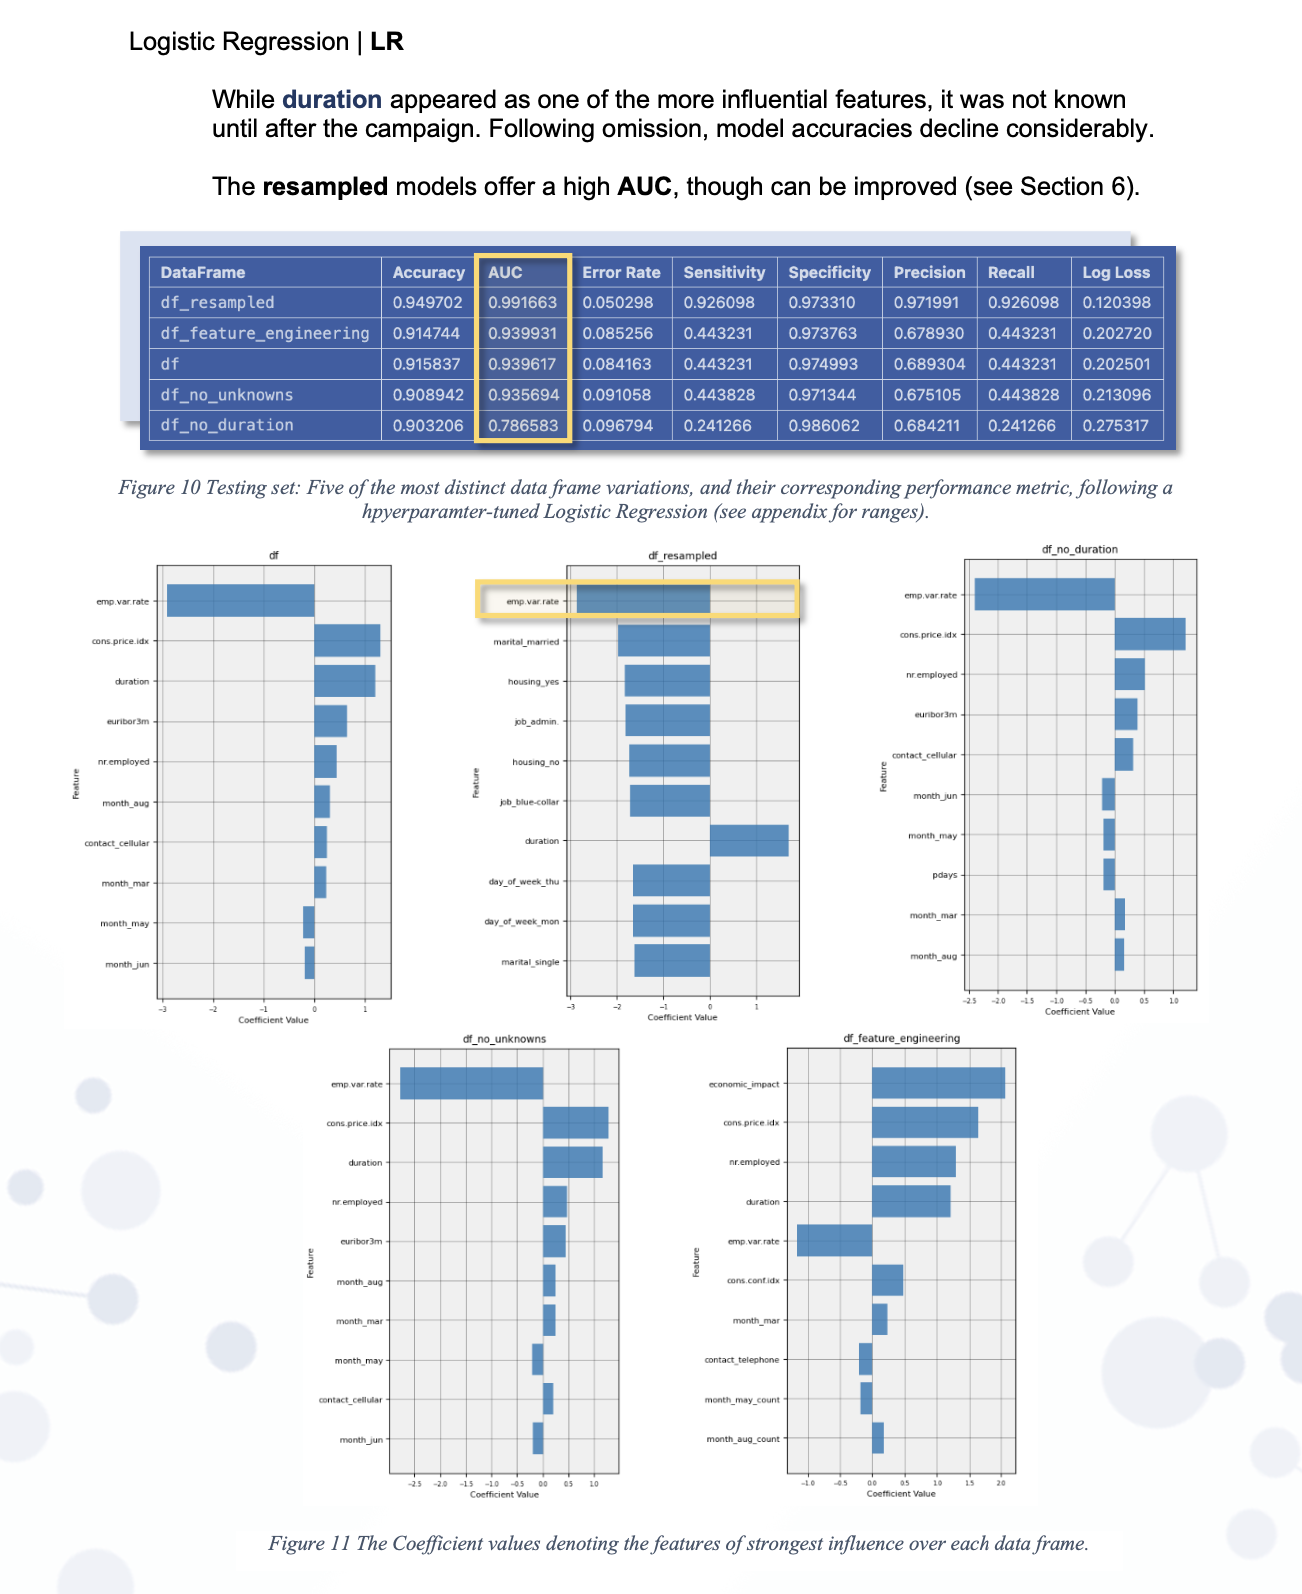 Logistic Regression | LR
While duration appeared as one of the more influential features, it was not known
until after the campaign. Following omission, model accuracies decline considerably.
The resampled models offer a high AUC, though can be improved (see Section 6).
DataFrame Accuracy AUC Error Rate Sensitivity Specificity Precision Recall Log Loss
df_resampled 0.949702 0.991663 0.050298 0.926098 0.973310 0.971991 0.926098 0.120398
df_feature_engineering 0.914744 0.939931 0.085256 0.443231 0.973763 0.678930 0.443231 0.202720
df 0.915837 0.939617 0.084163 0.443231 0.974993 0.689304 0.443231 0.202501
df_no_unknowns 0.908942 0.935694 0.091058 0.443828 0.971344 0.675105 0.443828 0.213096
df_no_duration 0.903206 0.786583 0.096794 0.241266 0.986062 0.684211 0.241266 0.275317
Figure 10 Testing set: Five of the most distinct data frame variations, and their corresponding performance metric, following a
hpyerparamter-tuned Logistic Regression (see appendix for ranges).
df
Feature
emp.var.rate
cons.price.idx
duration
euribor3m
nr.employed
month_aug
contact_cellular
month_mar
month_may
month_jun
−3 −2 −1 0 1
Coefficient Value
df_resampled
Feature
emp.var.rate
marital_married
housing_yes
job_admin.
housing_no
job_blue-collar
duration
day_of_week_thu
day_of_week_mon
marital_single
−3 −2 −1 0 1
Coefficient Value
df_no_duration
Feature
emp.var.rate
cons.price.idx
nr.employed
euribor3m
contact_cellular
month_jun
month_may
pdays
month_mar
month_aug
−2.5 −2.0 −1.5 −1.0 −0.5 0.0 0.5 1.0
Coefficient Value
df_no_unknowns
Feature
emp.var.rate
cons.price.idx
duration
nr.employed
euribor3m
month_aug
month_mar
month_may
contact_cellular
month_jun
−2.5 −2.0 −1.5 −1.0 −0.5 0.0 0.5 1.0
Coefficient Value
df_feature_engineering
Feature
economic_impact
cons.price.idx
nr.employed
duration
emp.var.rate
cons.conf.idx
month_mar
contact_telephone
month_may_count
month_aug_count
−1.0 −0.5 0.0 0.5 1.0 1.5 2.0
Coefficient Value
Figure 11 The Coefficient values denoting the features of strongest influence over each data frame.